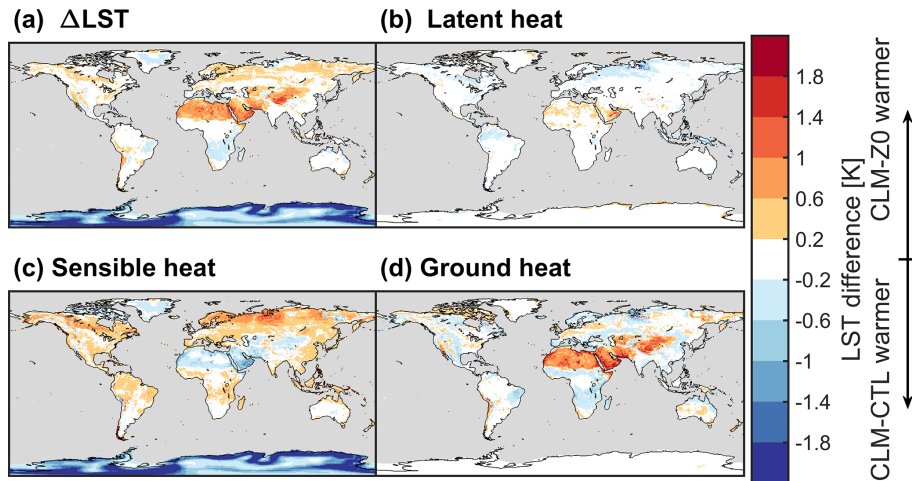 (a) ΔLST
(b) Latent heat
(c) Sensible heat
(d) Ground heat
1.8
1.4
1
0.6
0.2
-0.2
-0.6
-1
-1.4
-1.8
LST difference [K]
CLM-Z0 warmer
CLM-CTL warmer